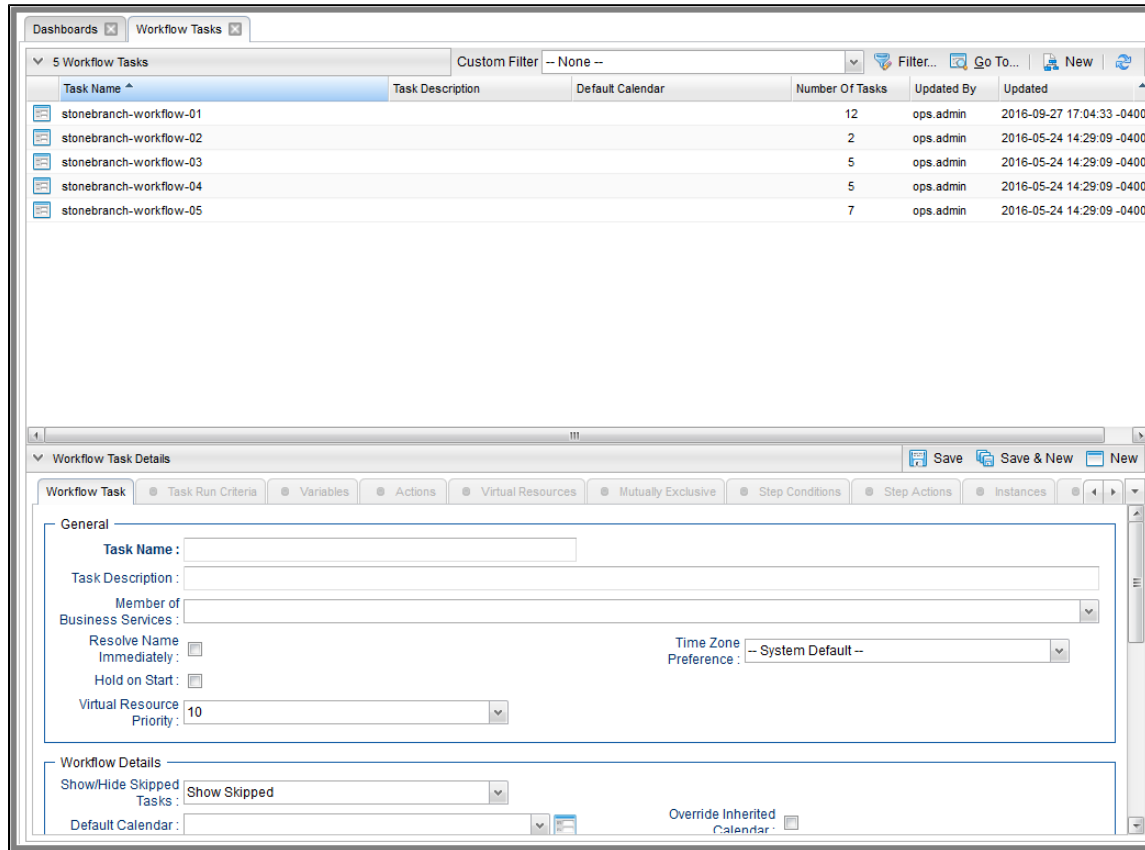 Dashboards Workflow Tasks
5 Workflow Tasks Custom Filter -- None -- Filter... Go To... New
Task Name Task Description Default Calendar Number Of Tasks Updated By Updated
stonebranch-workflow-01 12 ops.admin 2016-09-27 17:04:33 -0400
stonebranch-workflow-02 2 ops.admin 2016-05-24 14:29:09 -0400
stonebranch-workflow-03 5 ops.admin 2016-05-24 14:29:09 -0400
stonebranch-workflow-04 5 ops.admin 2016-05-24 14:29:09 -0400
stonebranch-workflow-05 7 ops.admin 2016-05-24 14:29:09 -0400
Workflow Task Details Save Save & New New
Workflow Task Task Run Criteria Variables Actions Virtual Resources Mutually Exclusive Step Conditions Step Actions Instances
General
Task Name :
Task Description :
Member of
Business Services :
Resolve Name
Immediately :
Time Zone
Preference : -- System Default --
Hold on Start :
Virtual Resource
Priority : 10
Workflow Details
Show/Hide Skipped
Tasks : Show Skipped
Default Calendar :
Override Inherited
Calendar :